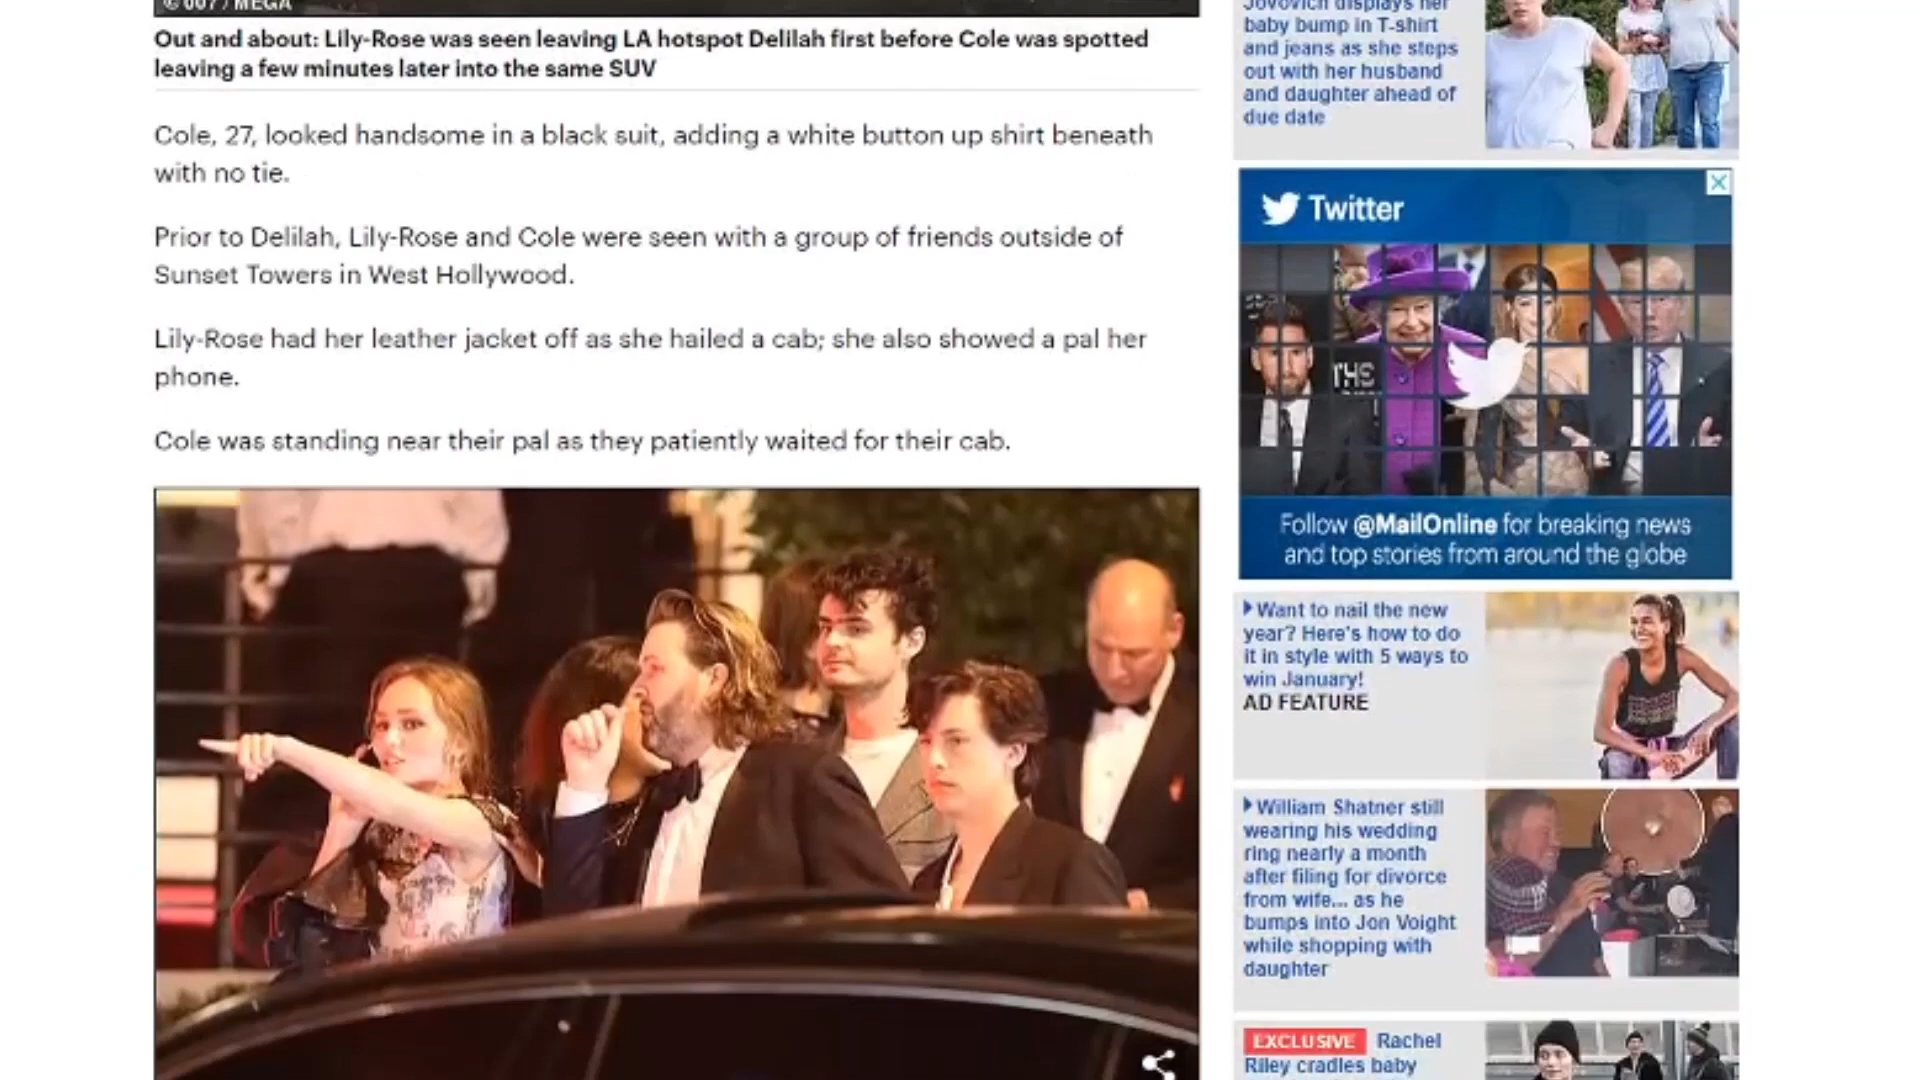 © 007 / MEGA
Out and about: Lily-Rose was seen leaving LA hotspot Delilah first before Cole was spotted
leaving a few minutes later into the same SUV
Cole, 27, looked handsome in a black suit, adding a white button up shirt beneath
with no tie.
Prior to Delilah, Lily-Rose and Cole were seen with a group of friends outside of
Sunset Towers in West Hollywood.
Lily-Rose had her leather jacket off as she hailed a cab; she also showed a pal her
phone.
Cole was standing near their pal as they patiently waited for their cab.
Jovovich displays her
baby bump in T-shirt
and jeans as she steps
out with her husband
and daughter ahead of
due date
Twitter
THE
Follow @MailOnline for breaking news
and top stories from around the globe
Want to nail the new
year? Here's how to do
it in style with 5 ways to
win January!
AD FEATURE
William Shatner still
wearing his wedding
ring nearly a month
after filing for divorce
from wife... as he
bumps into Jon Voight
while shopping with
daughter
EXCLUSIVE Rachel
Riley cradles baby